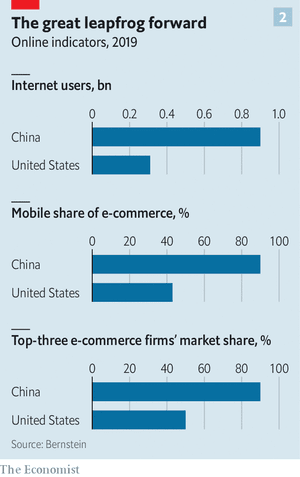 The great leapfrog forward
2
Online indicators, 2019
Internet users, bn
0 0.2 0.4 0.6 0.8 1.0
China
United States
Mobile share of e-commerce, %
0 20 40 60 80 100
China
United States
Top-three e-commerce firms' market share, %
0 20 40 60 80 100
China
United States
Source: Bernstein
The Economist